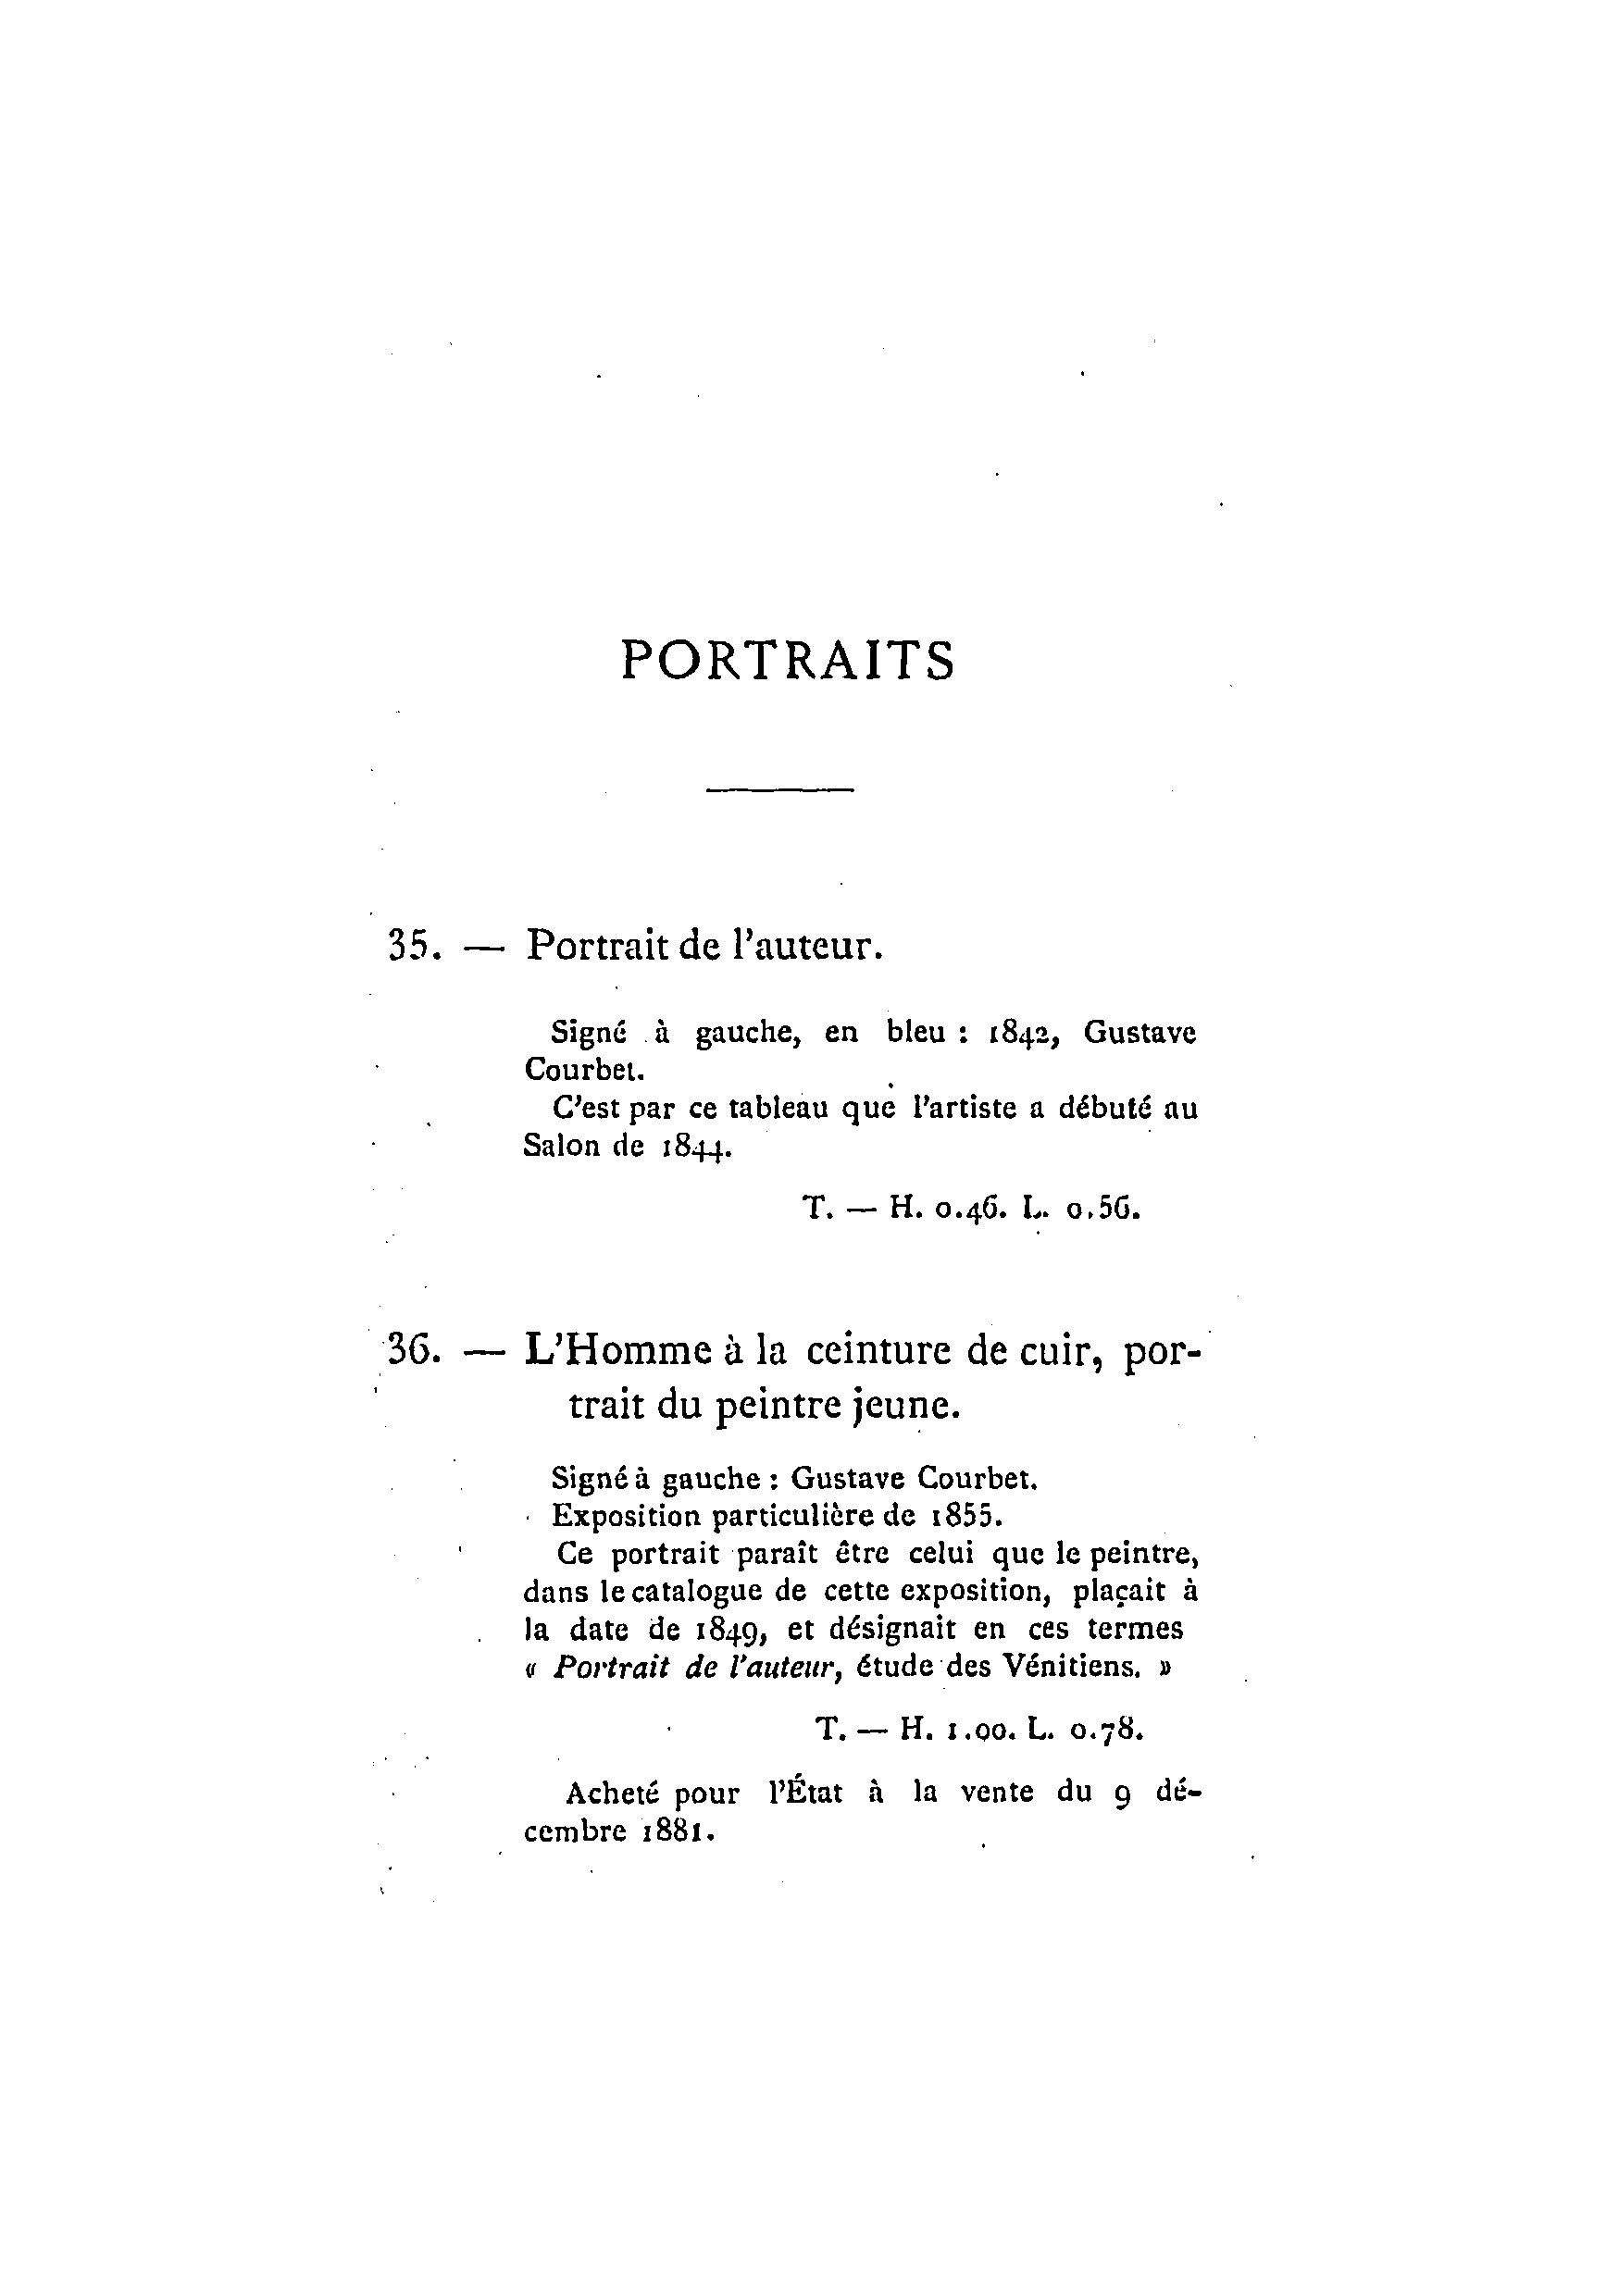 PORTRAITS
35. — Portrait de l'auteur.
Signé à gauche, en bleu : 1842, Gustave
Courbet.
C'est par ce tableau que l'artiste a débuté au
Salon de 1844.
T. — H. 0.46. L. 0.56.
36. — L'Homme à la ceinture de cuir, por-
trait du peintre jeune.
Signé à gauche : Gustave Courbet.
Exposition particulière de 1855.
Ce portrait paraît être celui que le peintre,
dans le catalogue de cette exposition, plaçait à
la date de 1849, et désignait en ces termes
« Portrait de l'auteur, étude des Vénitiens. »
T. — H. 1.00. L. 0.78.
Acheté pour l'État à la vente du 9 dé-
cembre 1881.